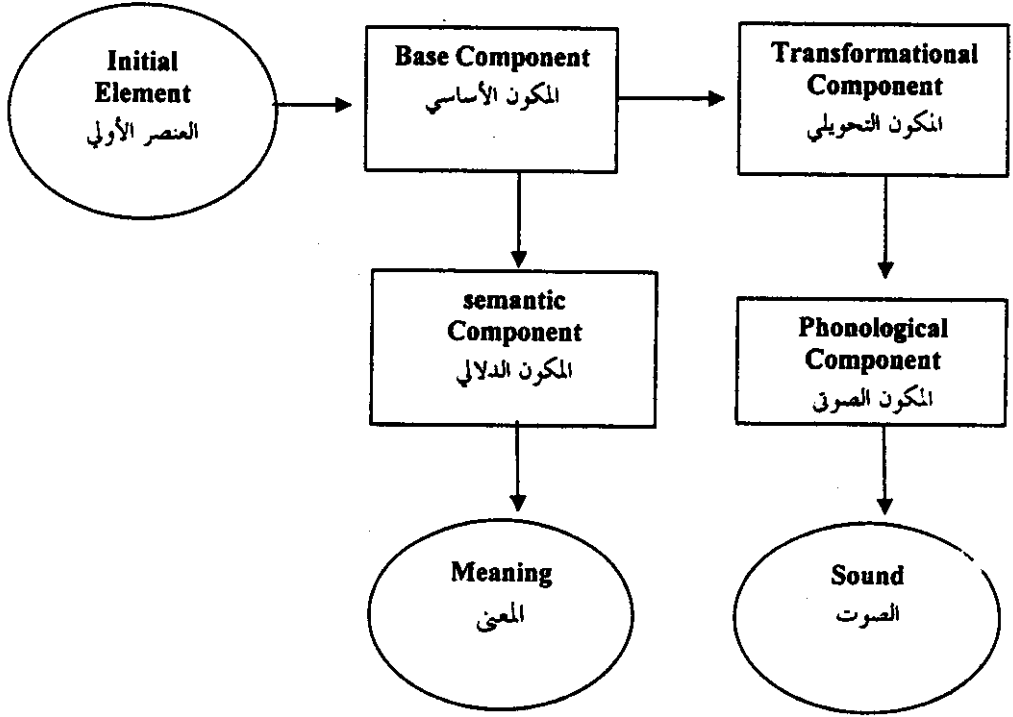 Initial
Element
العنصر الأولي
Base Component
المكون الأساسي
Transformational
Component
المكون التحويلي
semantic
Component
المكون الدلالي
Phonological
Component
المكون الصوتي
Meaning
المعنى
Sound
الصوت